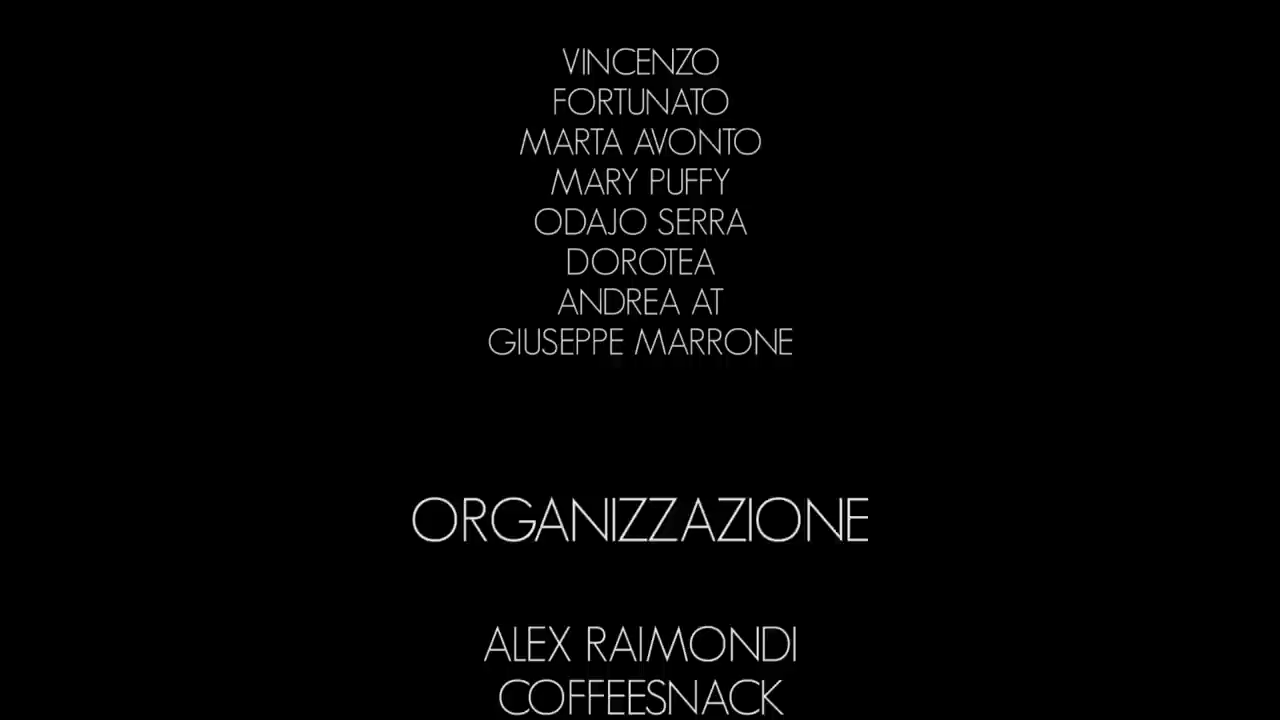 VINCENZO
FORTUNATO
MARTA AVONTO
MARY PUFFY
ODAJO SERRA
DOROTEA
ANDREA AT
GIUSEPPE MARRONE
ORGANIZZAZIONE
ALEX RAIMONDI
COFFEESNACK